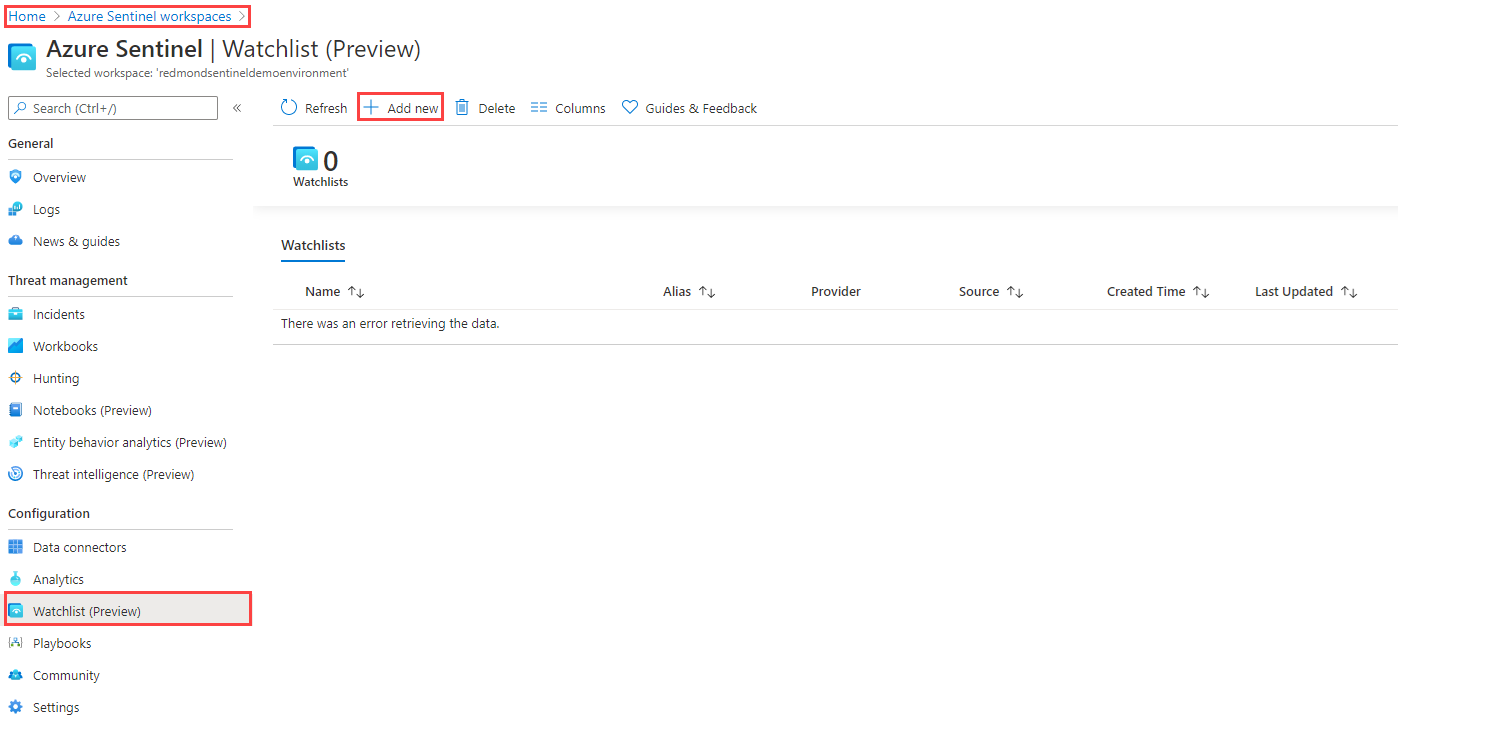 Home > Azure Sentinel workspaces >
Azure Sentinel | Watchlist (Preview)
Selected workspace: 'redmondsentineldemoenvironment'
Search (Ctrl+/) «
Refresh + Add new Delete Columns Guides & Feedback
General
Overview
Logs
News & guides
Threat management
Incidents
Workbooks
Hunting
Notebooks (Preview)
Entity behavior analytics (Preview)
Threat intelligence (Preview)
Configuration
Data connectors
Analytics
Watchlist (Preview)
Playbooks
Community
Settings
0
Watchlists
Watchlists
Name ↑↓ Alias ↑↓ Provider Source ↑↓ Created Time ↑↓ Last Updated ↑↓
There was an error retrieving the data.